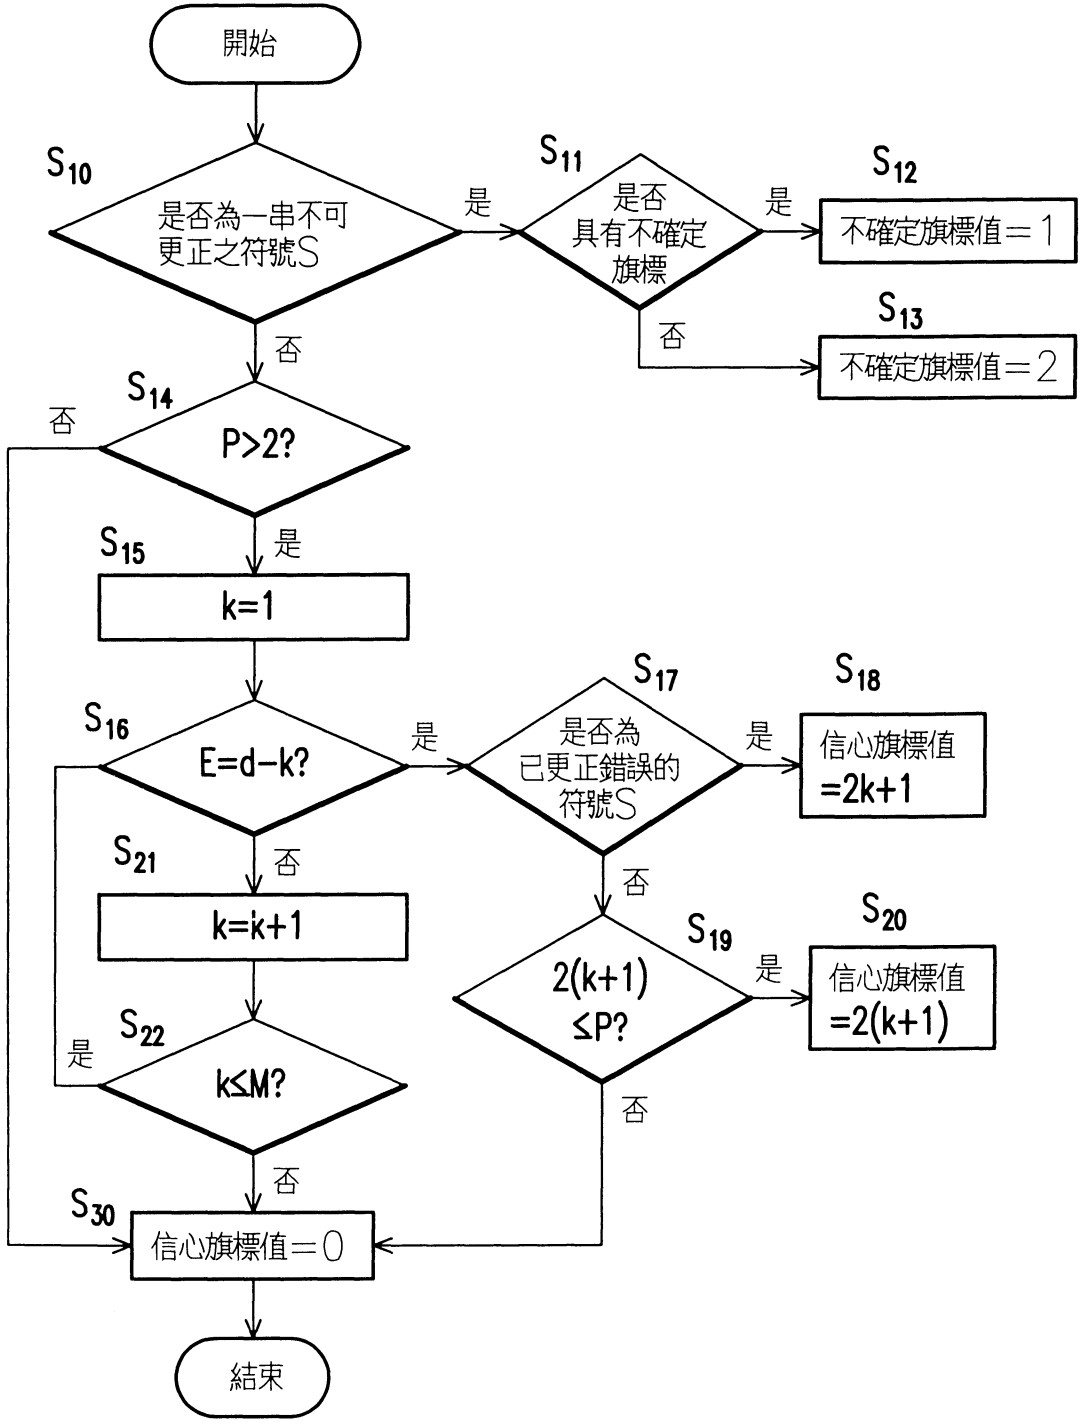 開始
S10
是否為一串不可
更正之符號S
是
S11
是否
具有不確定
旗標
是
S12
不確定旗標值=1
否
S13
不確定旗標值=2
否
S14
P>2?
否
是
S15
k=1
S16
E=d-k?
是
S17
是否為
已更正錯誤的
符號S
是
S18
信心旗標值
=2k+1
否
S21
k=k+1
否
S19
2(k+1)
≤P?
是
S20
信心旗標值
=2(k+1)
S22
是
k≤M?
否
否
S30
信心旗標值=0
結束